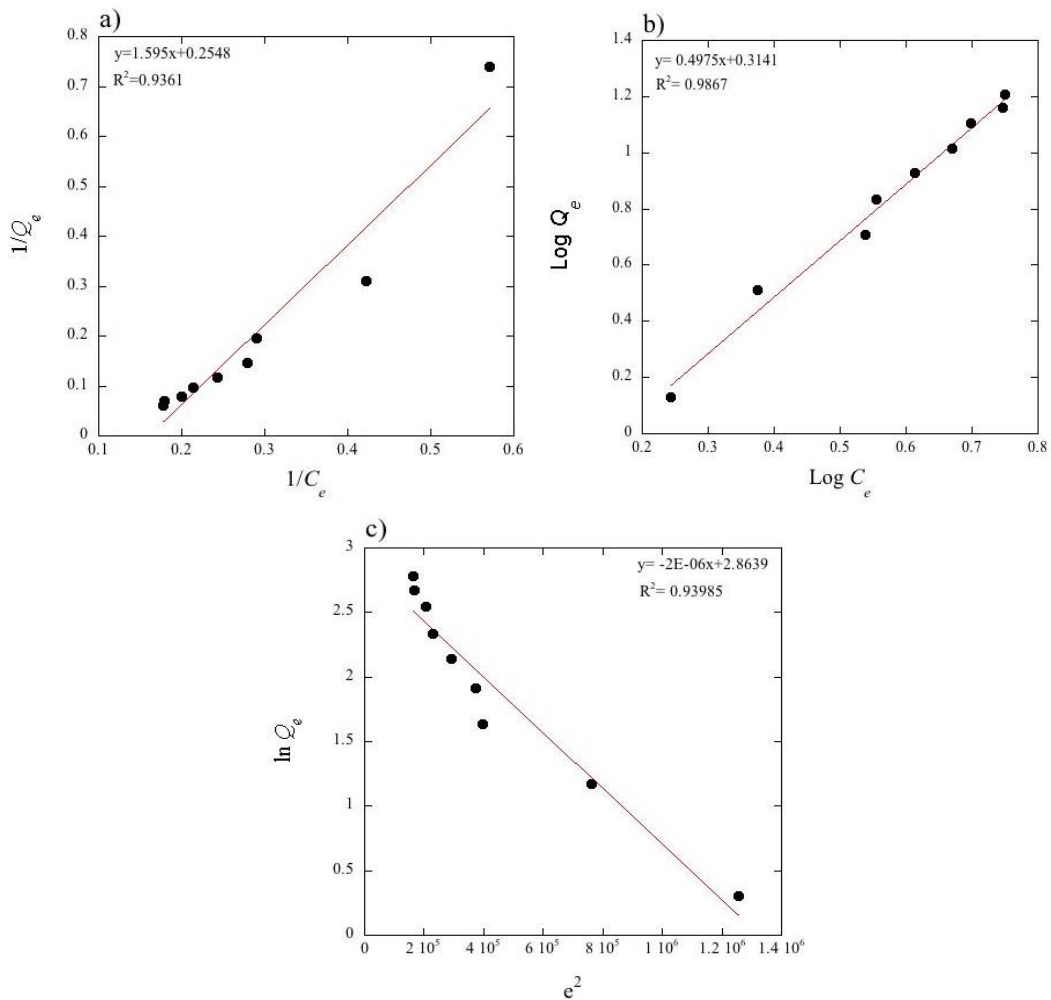 a)
y=1.595x+0.2548
R²=0.9361
0.8
0.7
0.6
0.5
0.4
0.3
0.2
0.1
0
0.1 0.2 0.3 0.4 0.5 0.6
1/Qₑ
1/Cₑ
b)
y= 0.4975x+0.3141
R²= 0.9867
1.4
1.2
1
0.8
0.6
0.4
0.2
0
0.2 0.3 0.4 0.5 0.6 0.7 0.8
Log Qₑ
Log Cₑ
c)
y= -2E-06x+2.8639
R²= 0.93985
3
2.5
2
1.5
1
0.5
0
0 2 10⁵ 4 10⁵ 6 10⁵ 8 10⁵ 1 10⁶ 1.2 10⁶ 1.4 10⁶
ln Qₑ
e²